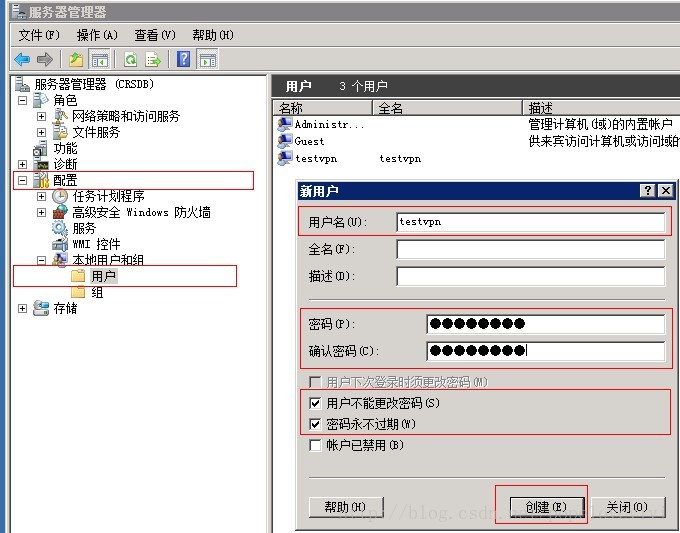 服务器管理器
文件(F) 操作(A) 查看(V) 帮助(H)
服务器管理器 (CRSDB)
角色
网络策略和访问服务
文件服务
功能
诊断
配置
任务计划程序
高级安全 Windows 防火墙
服务
WMI 控件
本地用户和组
用户
组
存储
用户 3 个用户
名称 全名 描述
Administr... 管理计算机(域)的内置帐户
Guest 供来宾访问计算机或访问域的
testvpn testvpn
新用户
用户名(U): testvpn
全名(F):
描述(D):
密码(P): ●●●●●●●●
确认密码(C): ●●●●●●●●
用户下次登录时须更改密码(M)
用户不能更改密码(S)
密码永不过期(W)
帐户已禁用(B)
帮助(H) 创建(E) 关闭(O)
http://blog.csdn.